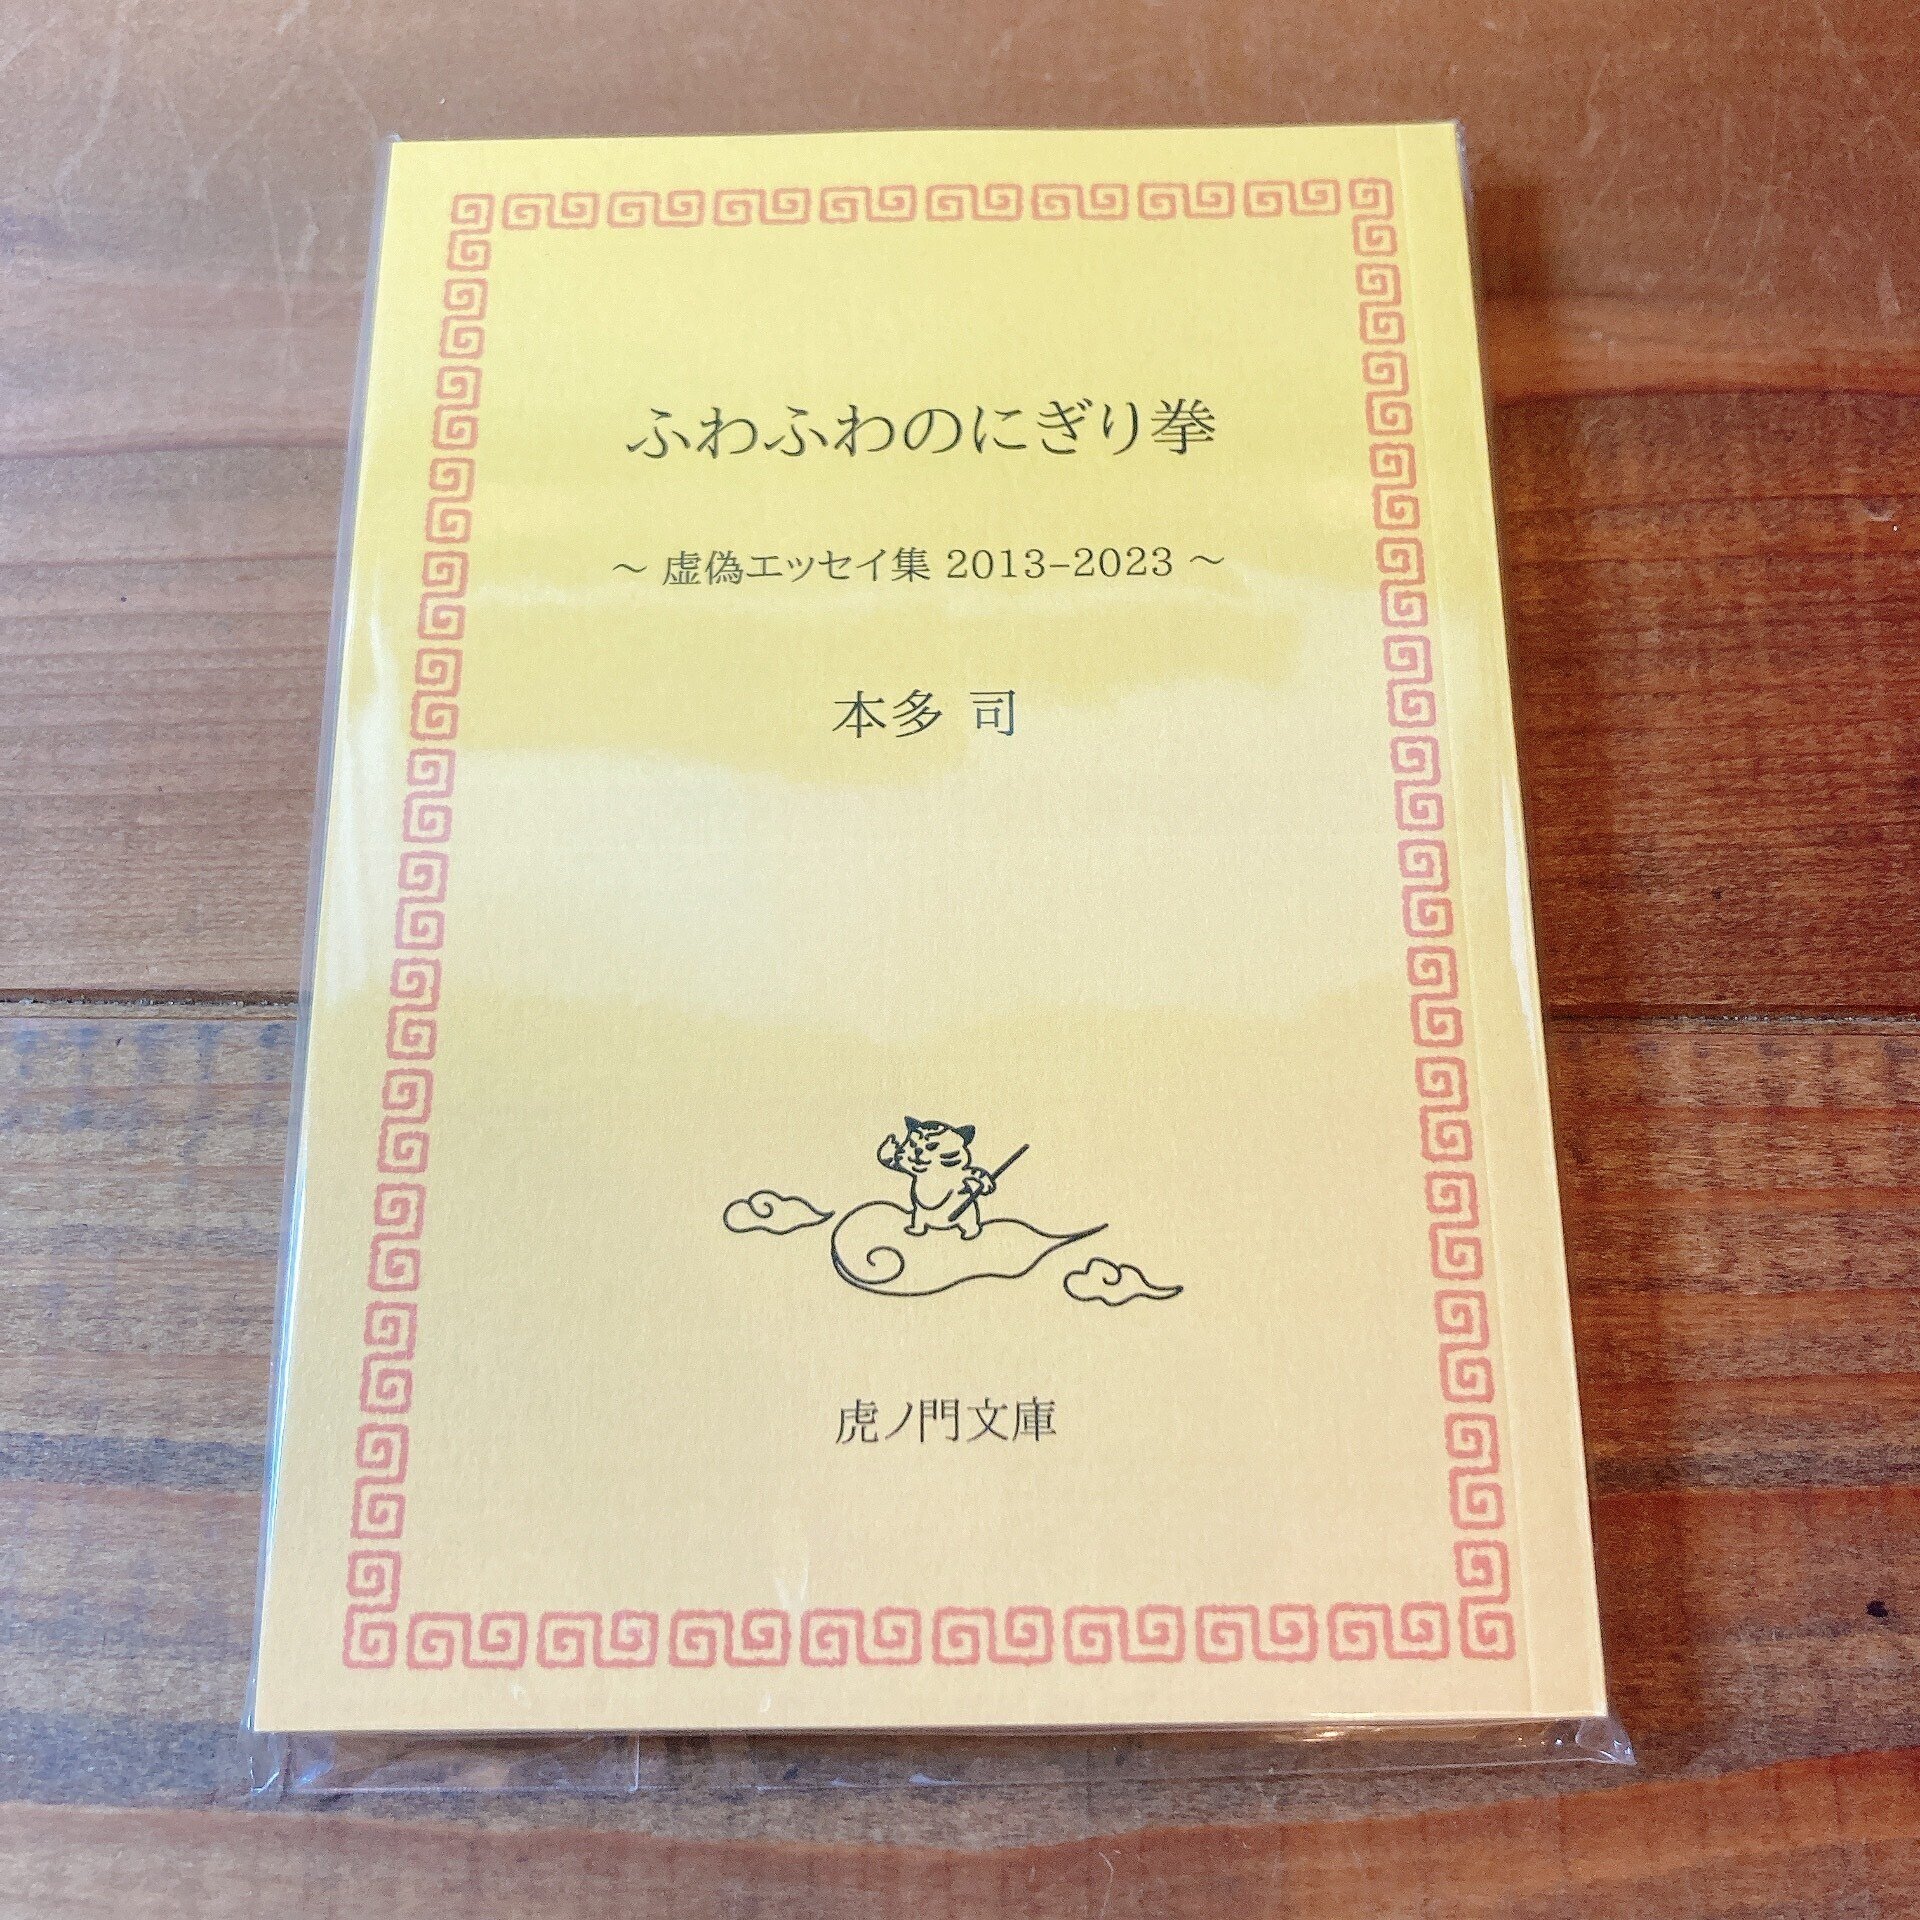 ふわふわのにぎり拳
～ 虚偽エッセイ集 2013–2023 ～
本多 司
虎ノ門文庫